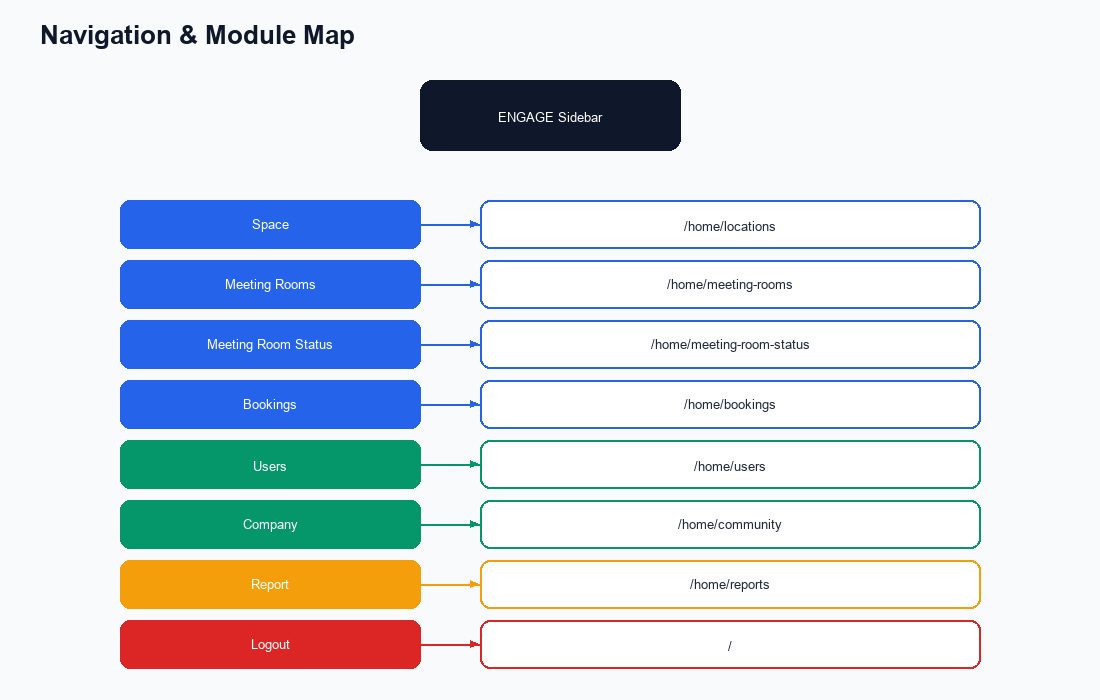 Navigation & Module Map
ENGAGE Sidebar
Space
/home/locations
Meeting Rooms
/home/meeting-rooms
Meeting Room Status
/home/meeting-room-status
Bookings
/home/bookings
Users
/home/users
Company
/home/community
Report
/home/reports
Logout
/